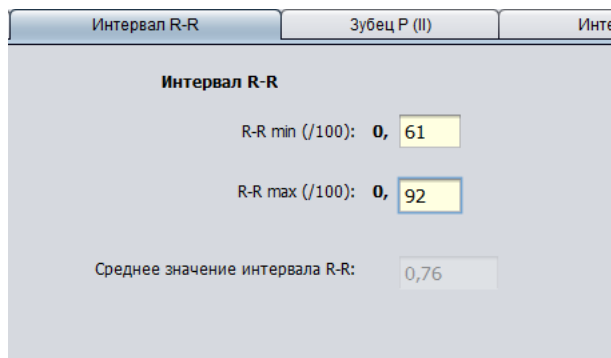 Интервал R-R Зубец P (II) Инте
Интервал R-R
R-R min (/100): 0, 61
R-R max (/100): 0, 92
Среднее значение интервала R-R: 0,76